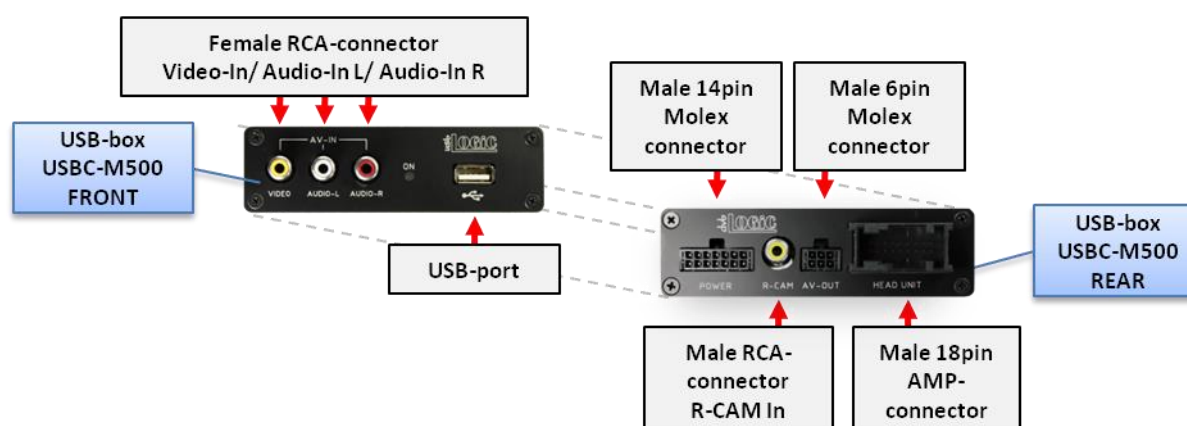 Female RCA-connector
Video-In/ Audio-In L/ Audio-In R
USB-box
USBC-M500
FRONT
AV-IN
VIDEO
AUDIO-L
AUDIO-R
ON
USB-port
Male 14pin
Molex
connector
Male 6pin
Molex
connector
LOGiC
POWER
R-CAM
AV-OUT
HEAD UNIT
USB-box
USBC-M500
REAR
Male RCA-
connector
R-CAM In
Male 18pin
AMP-
connector